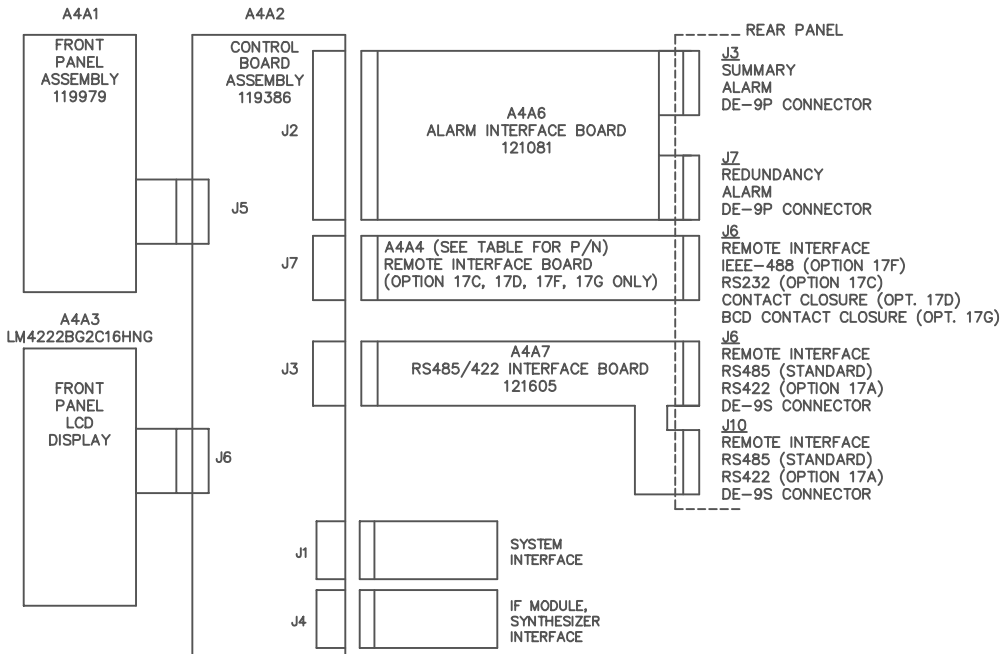 A4A1
FRONT
PANEL
ASSEMBLY
119979
A4A3
LM4222BG2C16HNG
FRONT
PANEL
LCD
DISPLAY
A4A2
CONTROL
BOARD
ASSEMBLY
119386
J2
J5
J7
J3
J6
J1
J4
A4A6
ALARM INTERFACE BOARD
121081
A4A4 (SEE TABLE FOR P/N)
REMOTE INTERFACE BOARD
(OPTION 17C, 17D, 17F, 17G ONLY)
A4A7
RS485/422 INTERFACE BOARD
121605
SYSTEM
INTERFACE
IF MODULE,
SYNTHESIZER
INTERFACE
REAR PANEL
J3
SUMMARY
ALARM
DE-9P CONNECTOR
J7
REDUNDANCY
ALARM
DE-9P CONNECTOR
J6
REMOTE INTERFACE
IEEE-488 (OPTION 17F)
RS232 (OPTION 17C)
CONTACT CLOSURE (OPT. 17D)
BCD CONTACT CLOSURE (OPT. 17G)
J6
REMOTE INTERFACE
RS485 (STANDARD)
RS422 (OPTION 17A)
DE-9S CONNECTOR
J10
REMOTE INTERFACE
RS485 (STANDARD)
RS422 (OPTION 17A)
DE-9S CONNECTOR